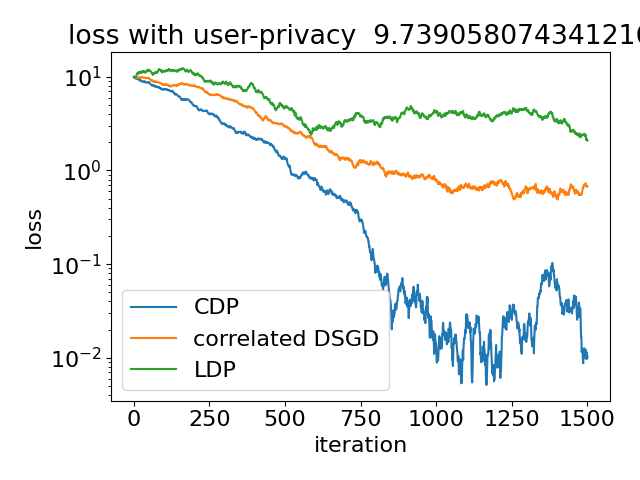 loss with user-privacy 9.739058074341216
10¹
10⁰
10⁻¹
10⁻²
loss
CDP
correlated DSGD
LDP
0 250 500 750 1000 1250 1500
iteration